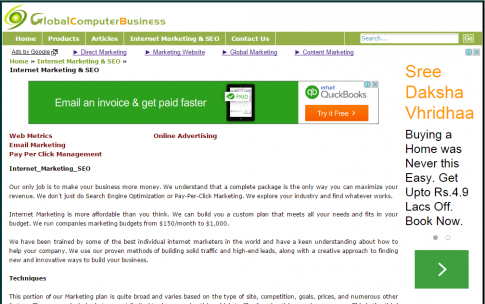 GlobalComputerBusiness
Home Products Articles Internet Marketing & SEO Contact Us Search... Go
Ads by Google ► Direct Marketing ► Marketing Website ► Global Marketing ► Content Marketing
Home » Internet Marketing & SEO »
Internet Marketing & SEO
Email an invoice & get paid faster PAID intuit QuickBooks Try it Free >
Sree
Daksha
Vhridhaa
Buying a
Home was
Never this
Easy. Get
Upto Rs.4.9
Lacs Off.
Book Now.
Web Metrics Online Advertising
Email Marketing
Pay Per Click Management
Internet_Marketing_SEO
Our only job is to make your business more money. We understand that a complete package is the only way you can maximize your
revenue. We don't just do Search Engine Optimization or Pay-Per-Click Marketing. We explore your industry and find whatever works.
Internet Marketing is more affordable than you think. We can build you a custom plan that meets all your needs and fits in your
budget. We run companies marketing budgets from $150/month to $1,000.
We have been trained by some of the best individual internet marketers in the world and have a keen understanding about how to
help your company. We use our proven methods of building solid traffic and high-end leads, along with a creative approach to finding
new and innovative ways to build your business.
Techniques
This portion of our Marketing plan is quite broad and varies based on the type of site, competition, goals, prices, and numerous other